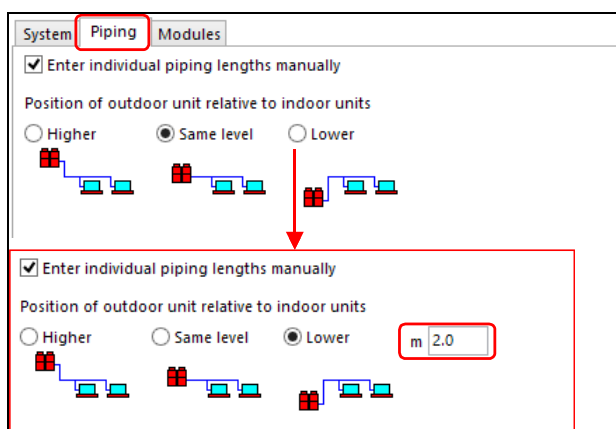 System Piping Modules
Enter individual piping lengths manually
Position of outdoor unit relative to indoor units
Higher Same level Lower
Enter individual piping lengths manually
Position of outdoor unit relative to indoor units
Higher Same level Lower m 2.0